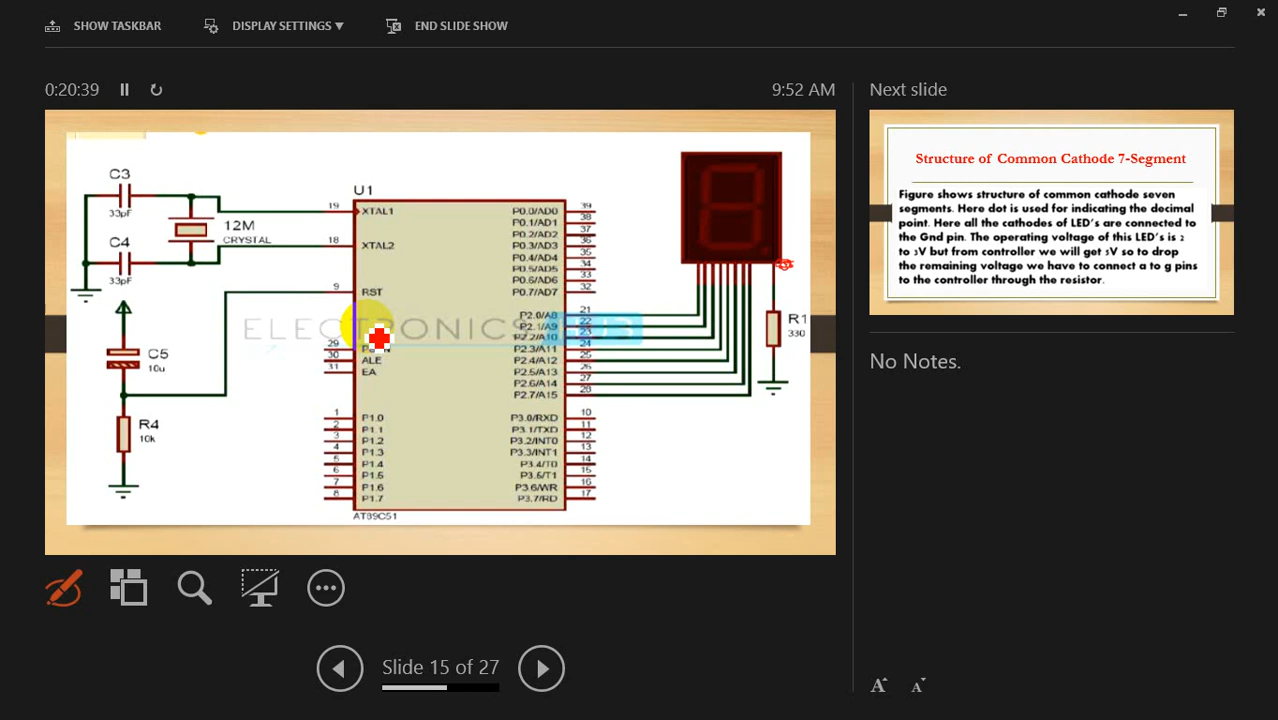 SHOW TASKBAR
DISPLAY SETTINGS ▼
END SLIDE SHOW
0:20:39
9:52 AM
Next slide
C3
33pF
C4
33pF
12M
CRYSTAL
C5
10u
R4
10k
U1
19 XTAL1
18 XTAL2
9 RST
29
30 ALE
31 EA
1 P1.0
2 P1.1
3 P1.2
4 P1.3
5 P1.4
6 P1.5
7 P1.6
8 P1.7
AT89C51
P0.0/AD0 39
P0.1/AD1 38
P0.2/AD2 37
P0.3/AD3 36
P0.4/AD4 35
P0.5/AD5 34
P0.6/AD6 33
P0.7/AD7 32
P2.0/A8 21
P2.1/A9 22
P2.2/A10 23
P2.3/A11 24
P2.4/A12 25
P2.5/A13 26
P2.6/A14 27
P2.7/A15 28
P3.0/RXD 10
P3.1/TXD 11
P3.2/INT0 12
P3.3/INT1 13
P3.4/T0 14
P3.5/T1 15
P3.6/WR 16
P3.7/RD 17
R1
330
ELECTRONICS HUB
Structure of Common Cathode 7-Segment
Figure shows structure of common cathode seven
segments. Here dot is used for indicating the decimal
point. Here all the cathodes of LED's are connected to
the Gnd pin. The operating voltage of this LED's is 2
to 3V but from controller we will get 5V so to drop
the remaining voltage we have to connect a to g pins
to the controller through the resistor.
No Notes.
Slide 15 of 27
A A